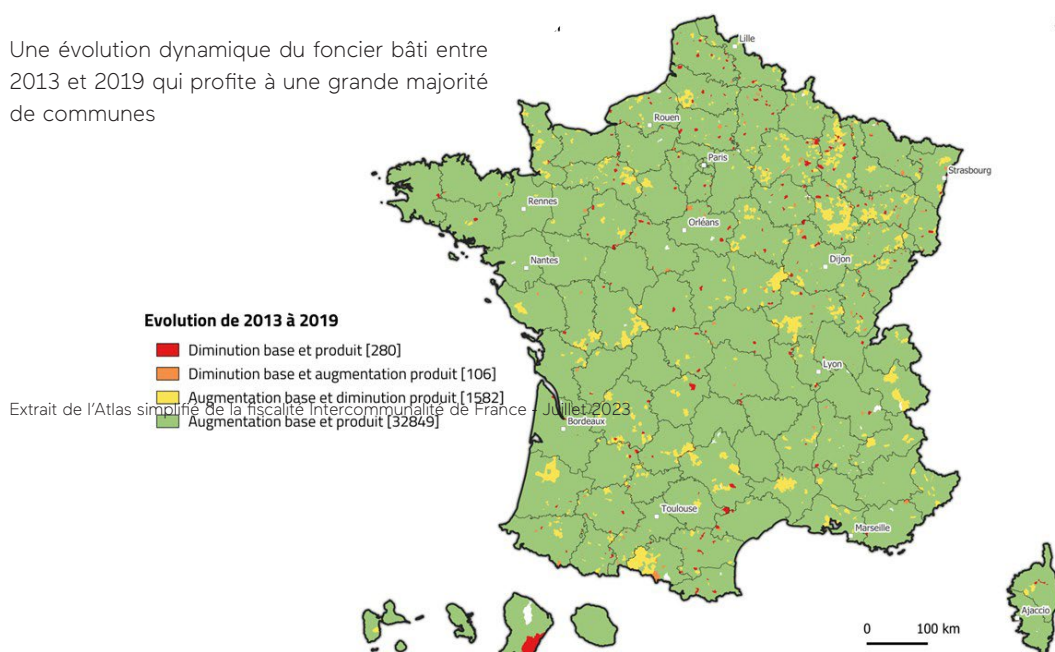 Une évolution dynamique du foncier bâti entre
2013 et 2019 qui profite à une grande majorité
de communes
Lille
Rouen
Paris
Strasbourg
Rennes
Orléans
Nantes
Dijon
Evolution de 2013 à 2019
Diminution base et produit [280]
Diminution base et augmentation produit [106]
Augmentation base et diminution produit [1582]
Extrait de l'Atlas simplifié de la fiscalité Intercommunalité de France - Juillet 2023
Augmentation base et produit [32849]
Lyon
Bordeaux
Toulouse
Marseille
Ajaccio
0 100 km